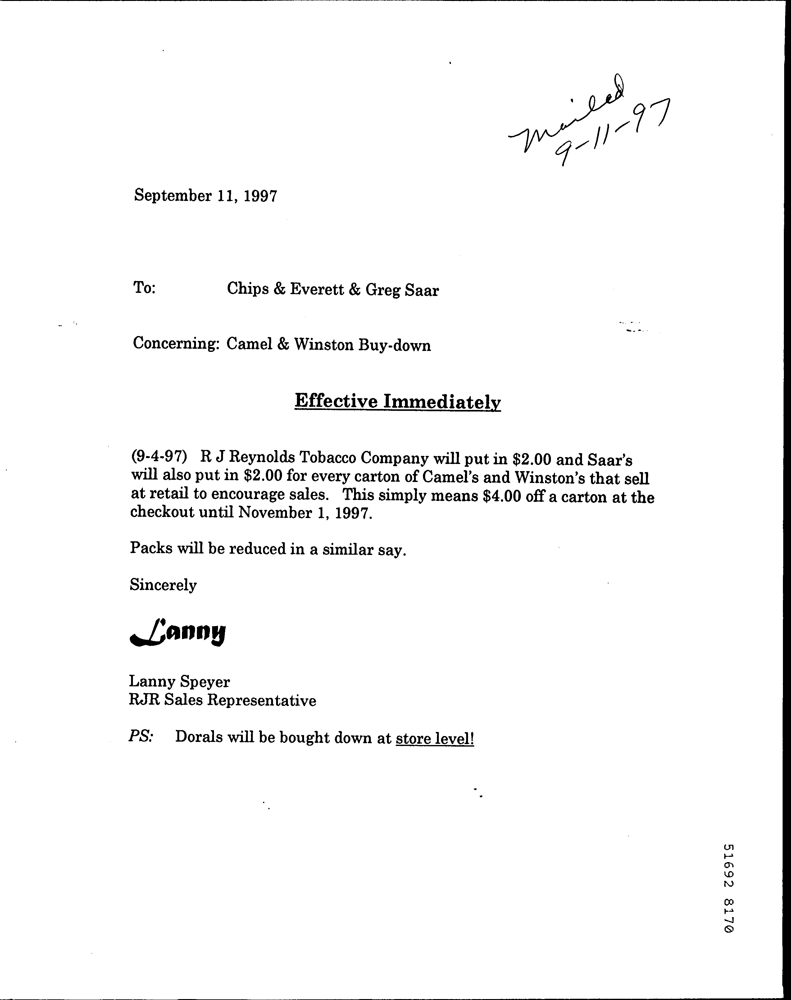 Mailed
9-11-97
September 11, 1997
To: Chips & Everett & Greg Saar
Concerning: Camel & Winston Buy-down
Effective Immediately
(9-4-97) R J Reynolds Tobacco Company will put in $2.00 and Saar's
will also put in $2.00 for every carton of Camel's and Winston's that sell
at retail to encourage sales. This simply means $4.00 off a carton at the
checkout until November 1, 1997.
Packs will be reduced in a similar say.
Sincerely
Lanny
Lanny Speyer
RJR Sales Representative
PS: Dorals will be bought down at store level!
51692 8170